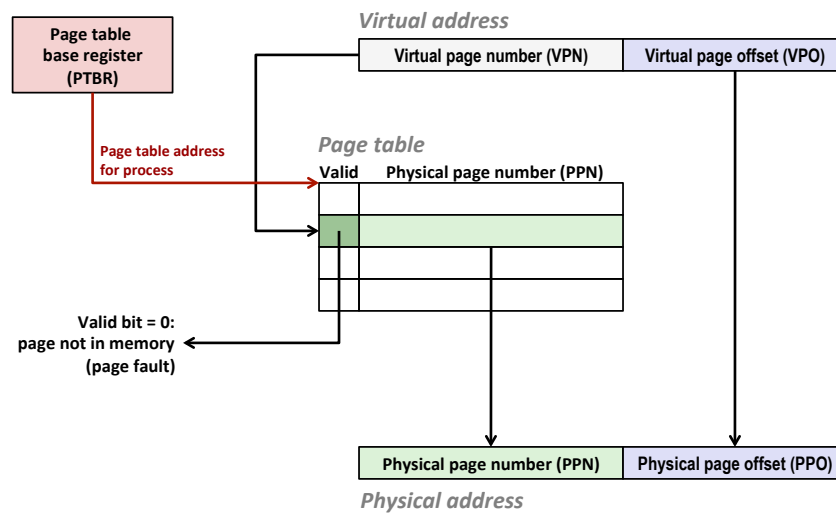 Virtual address
Page table
base register
(PTBR)
Virtual page number (VPN)
Virtual page offset (VPO)
Page table address
for process
Page table
Valid
Physical page number (PPN)
Valid bit = 0:
page not in memory
(page fault)
Physical page number (PPN)
Physical page offset (PPO)
Physical address